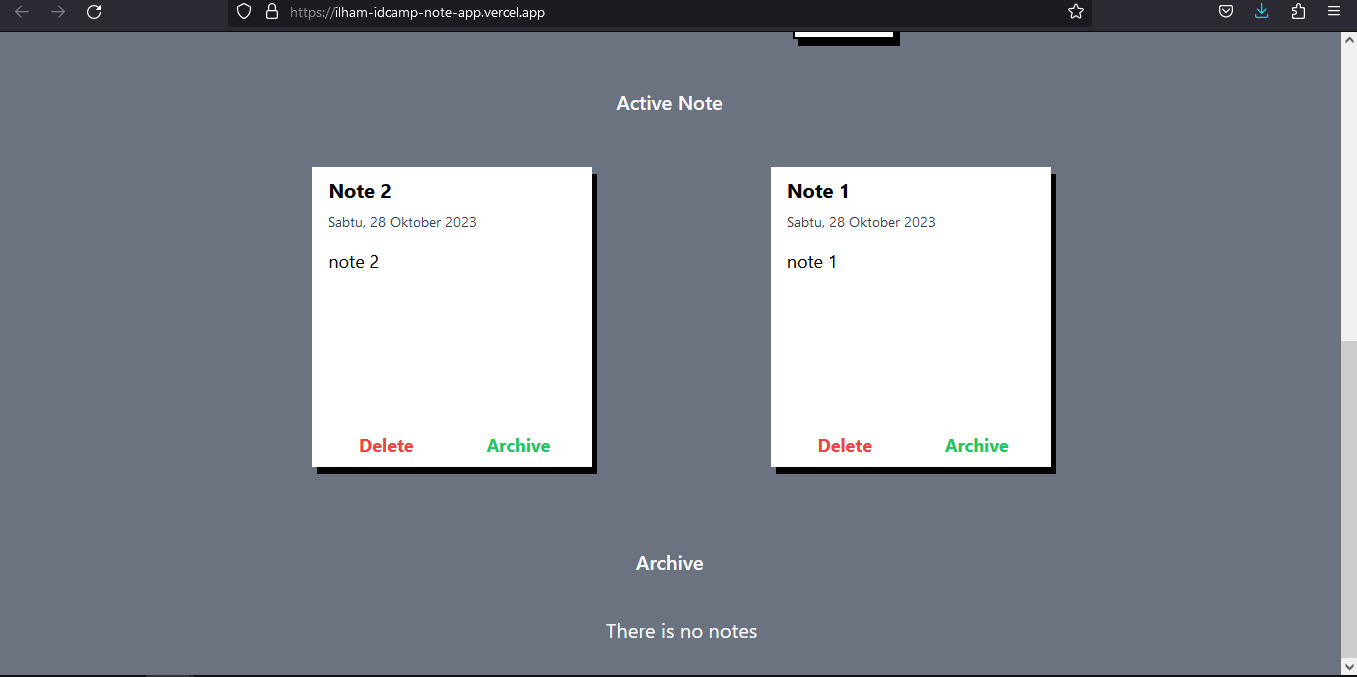 https://ilham-idcamp-note-app.vercel.app
Active Note
Note 2
Sabtu, 28 Oktober 2023
note 2
Delete Archive
Note 1
Sabtu, 28 Oktober 2023
note 1
Delete Archive
Archive
There is no notes